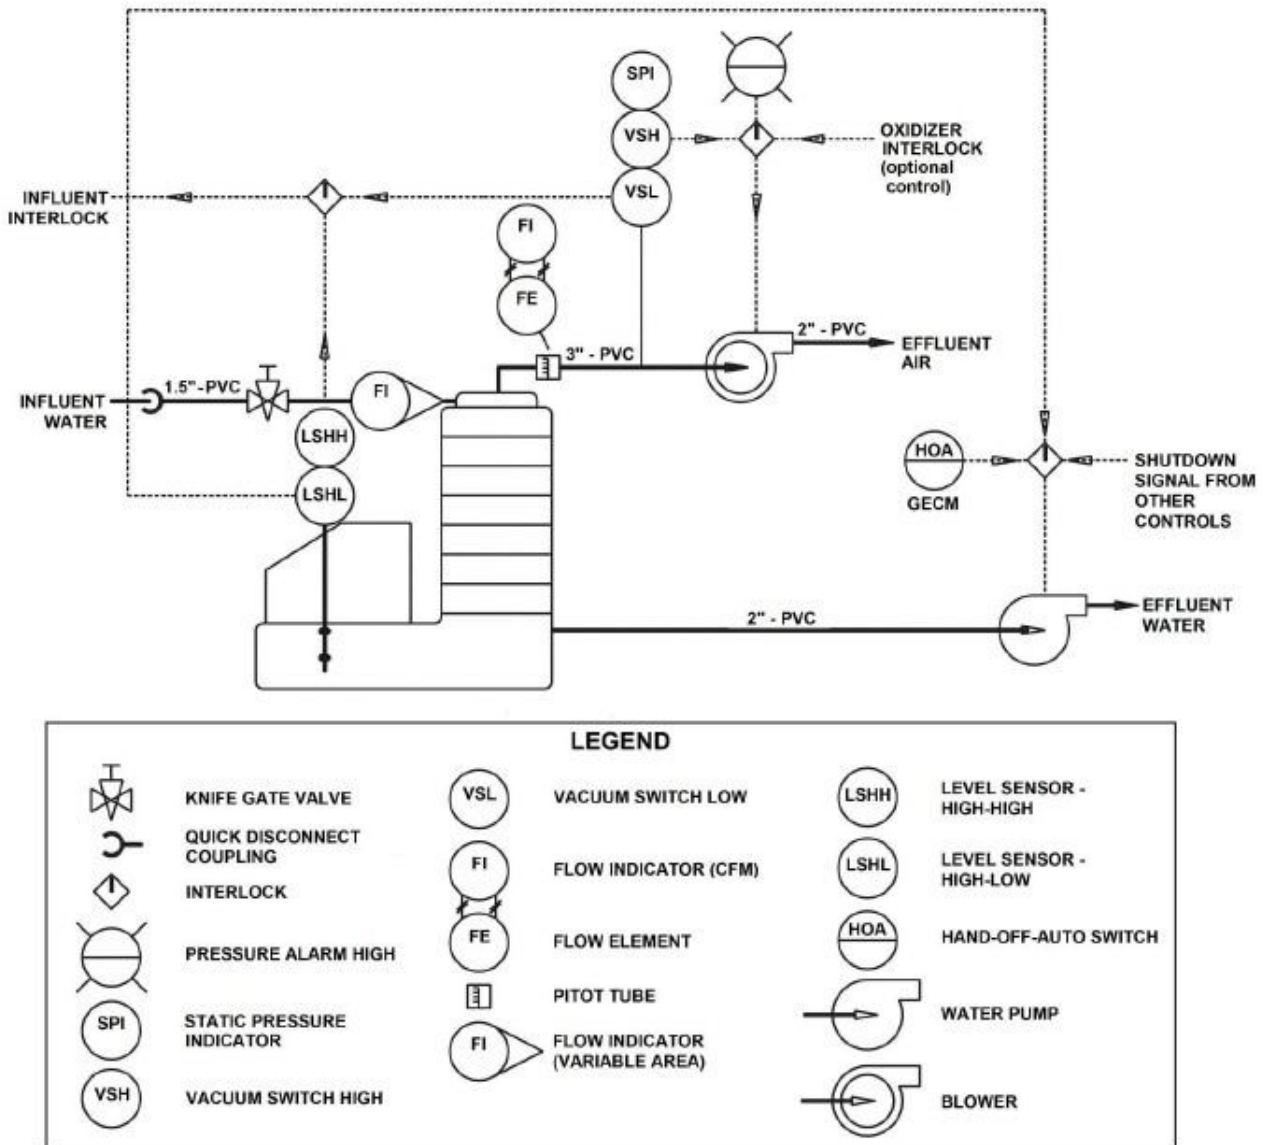 SPI
VSH
VSL
OXIDIZER
INTERLOCK
(optional
control)
INFLUENT
INTERLOCK
FI
FE
3" - PVC
2" - PVC
EFFLUENT
AIR
1.5"-PVC
INFLUENT
WATER
FI
LSHH
LSHL
HOA
GECM
SHUTDOWN
SIGNAL FROM
OTHER
CONTROLS
2" - PVC
EFFLUENT
WATER
LEGEND
KNIFE GATE VALVE
QUICK DISCONNECT
COUPLING
INTERLOCK
PRESSURE ALARM HIGH
SPI
STATIC PRESSURE
INDICATOR
VSH
VACUUM SWITCH HIGH
VSL
VACUUM SWITCH LOW
FI
FLOW INDICATOR (CFM)
FE
FLOW ELEMENT
PITOT TUBE
FI
FLOW INDICATOR
(VARIABLE AREA)
LSHH
LEVEL SENSOR -
HIGH-HIGH
LSHL
LEVEL SENSOR -
HIGH-LOW
HOA
HAND-OFF-AUTO SWITCH
WATER PUMP
BLOWER